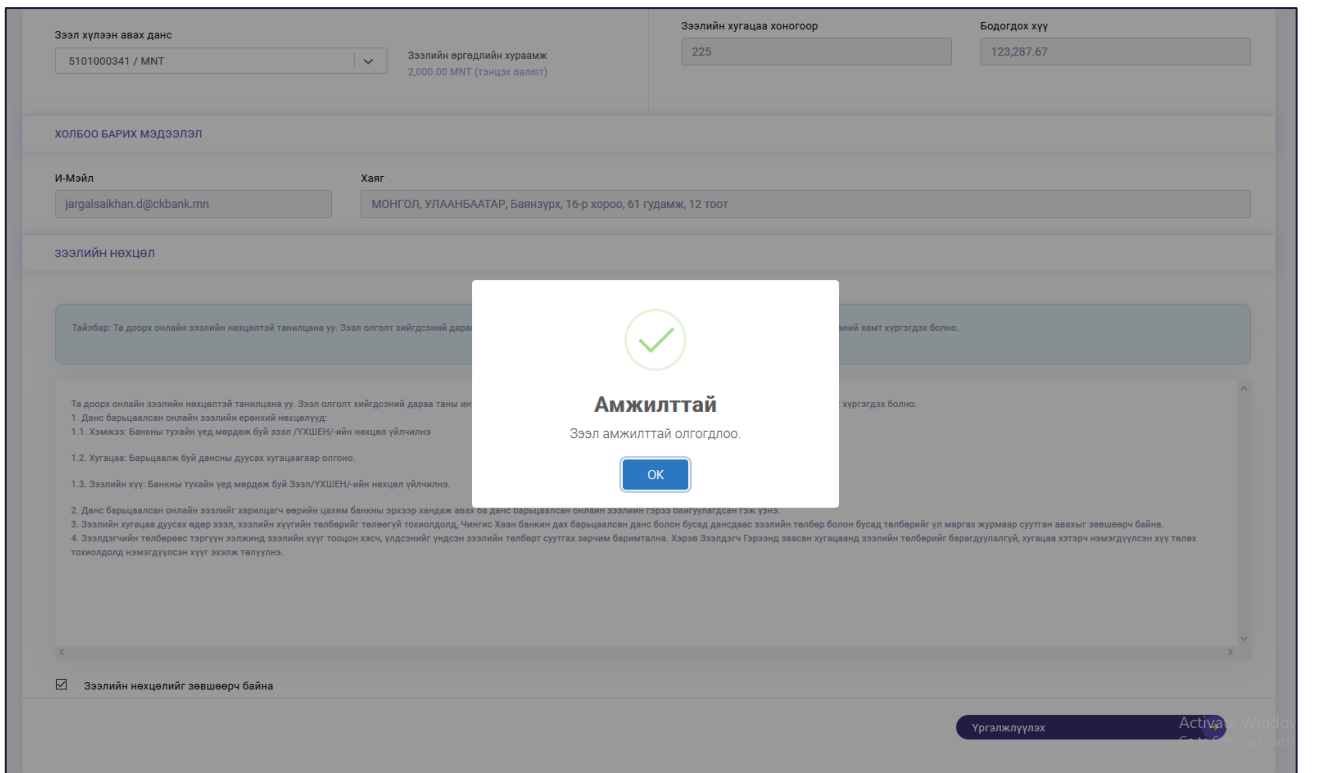 Зээл хүлээн авах данс
5101000341 / MNT
Зээлийн өргөдлийн хураамж
2,000.00 MNT (тэнцэх валют)
Зээлийн хугацаа хоногоор
225
Бодогдох хүү
123,287.67
ХОЛБОО БАРИХ МЭДЭЭЛЭЛ
И-Мэйл
jargalsaikhan.d@ckbank.mn
Хаяг
МОНГОЛ, УЛААНБААТАР, Баянзүрх, 16-р хороо, 61 гудамж, 12 тоот
ЗЭЭЛИЙН НӨХЦӨЛ
Тайлбар: Та доорх онлайн зээлийн нөхцөлтэй танилцана уу. Зээл олголт хийгдсэний дараа
хамт хүргэгдэх болно.
Та доорх онлайн зээлийн нөхцөлтэй танилцана уу. Зээл олголт хийгдсэний дараа таны
хүргэгдэх болно.
1. Данс барьцаалсан онлайн зээлийн ерөнхий нөхцөлүүд:
1.1. Хэмжээ: Банкны тухайн үед мөрдөж буй зээл /ҮХШЕН/-ийн нөхцөл үйлчилнэ
1.2. Хугацаа: Барьцаалж буй дансны дуусах хугацаагаар олгоно.
1.3. Зээлийн хүү: Банкны тухайн үед мөрдөж буй Зээл/ҮХШЕН/-ийн нөхцөл үйлчилнэ.
2. Данс барьцаалсан онлайн зээлийг харилцагч өөрийн цахим банкны эрхээр хандаж авах ба данс барьцаалсан онлайн зээлийн гэрээ байгуулагдсан гэж үзнэ.
3. Зээлийн хугацаа дуусах өдөр зээл, зээлийн хүүгийн төлбөрийг төлөөгүй тохиолдолд, Чингис Хаан банкин дах барьцаалсан данс болон бусад дансдаас зээлийн төлбөр болон бусад төлбөрийг үл маргах журмаар суутган авахыг зөвшөөрч байна.
4. Зээлдэгчийн төлбөрөөс тэргүүн ээлжинд зээлийн хүүг тооцон хасч, үлдсэнийг үндсэн зээлийн төлбөрт суутгах зарчим баримтална. Хэрэв Зээлдэгч Гэрээнд заасан хугацаанд зээлийн төлбөрийг барагдуулалгүй, хугацаа хэтэрч нэмэгдүүлсэн хүү төлөх
тохиолдолд нэмэгдүүлсэн хүүг эхэлж төлүүлнэ.
Амжилттай
Зээл амжилттай олгогдлоо.
OK
Зээлийн нөхцөлийг зөвшөөрч байна
Үргэлжлүүлэх
Activate Window